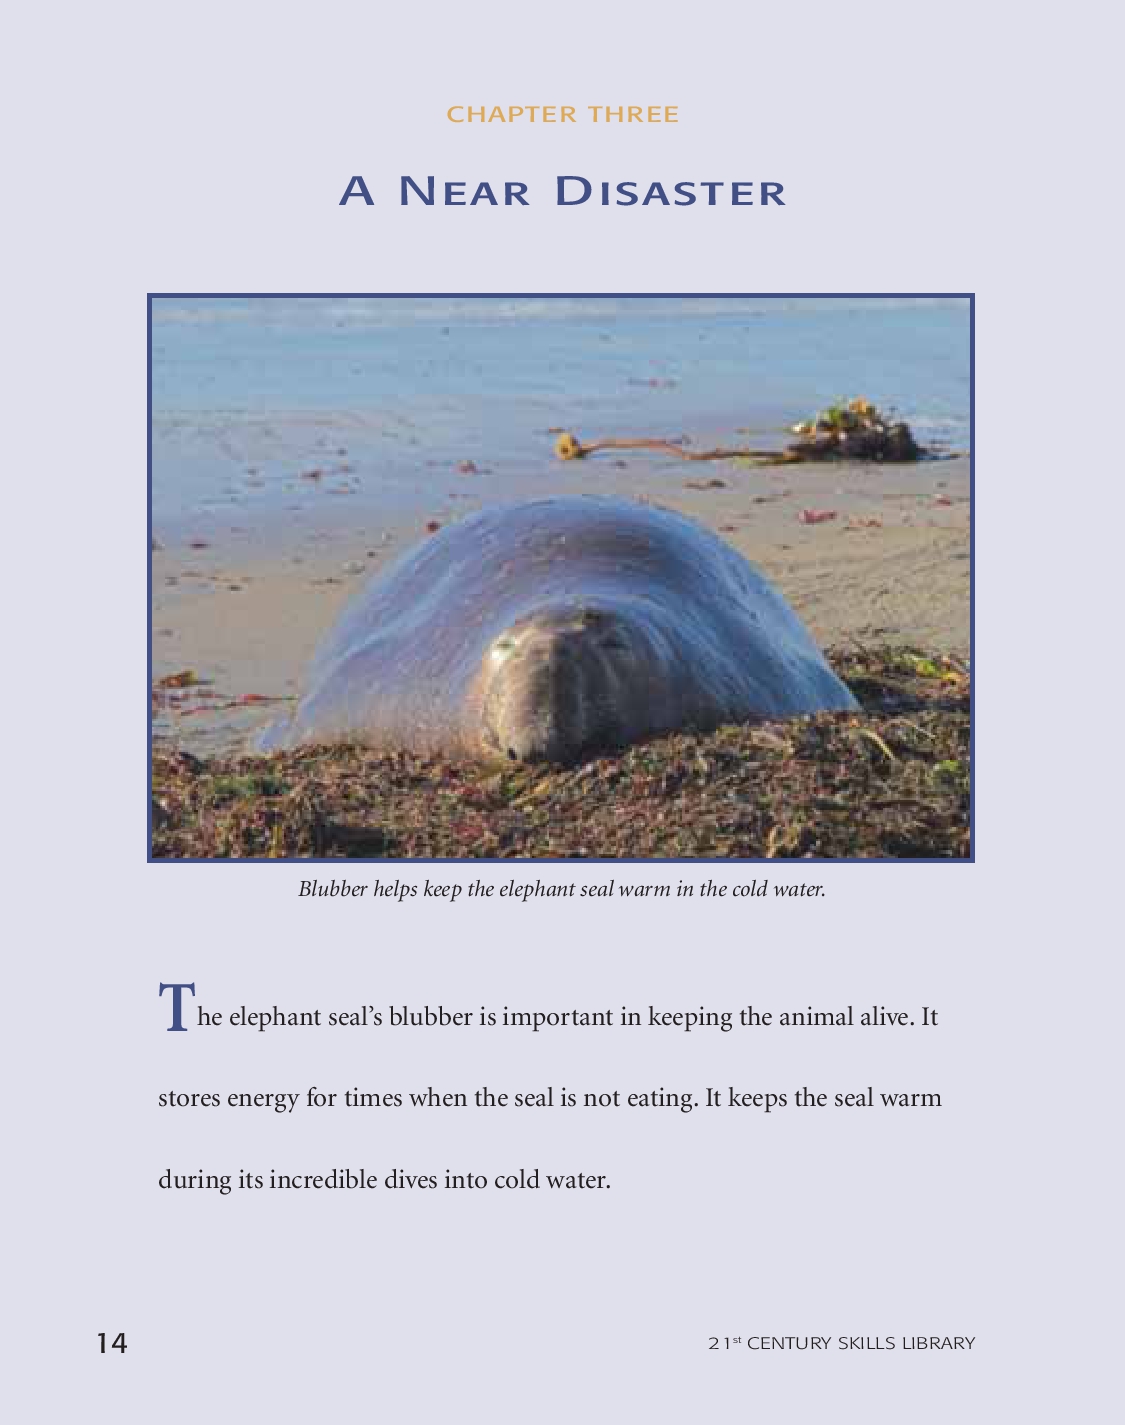 CHAPTER THREE
A NEAR DISASTER
Blubber helps keep the elephant seal warm in the cold water.
The elephant seal’s blubber is important in keeping the animal alive. It
stores energy for times when the seal is not eating. It keeps the seal warm
during its incredible dives into cold water.
14
21st CENTURY SKILLS LIBRARY